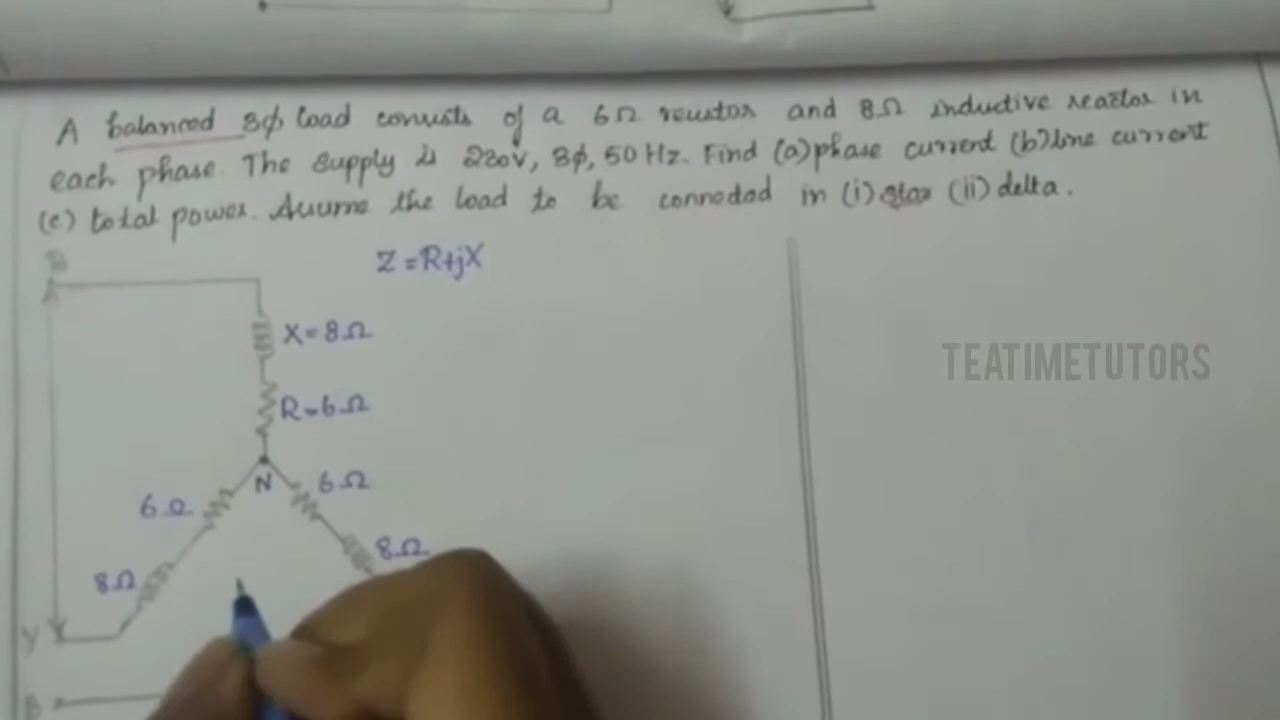 A balanced 3ϕ load consists of a 6Ω resistor and 8Ω inductive reactor in
each phase. The supply is 220V, 3ϕ, 50 Hz. Find (a) phase current (b) line current
(c) total power. Assume the load to be connected in (i) star (ii) delta.
R
Z = R+jX
X=8Ω
R=6Ω
TEATIMETUTORS
N
6Ω
6Ω
8Ω
8Ω
Y
B